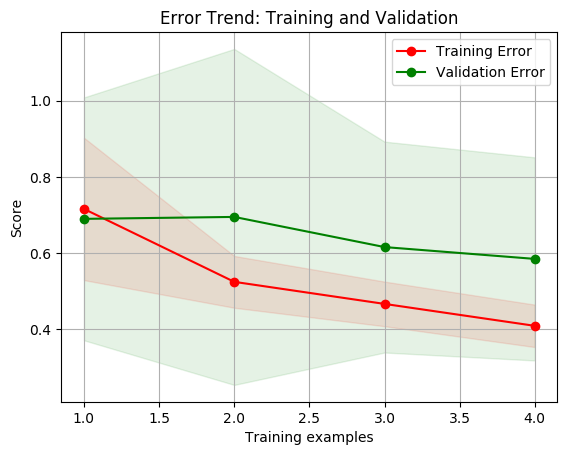 Error Trend: Training and Validation
Training Error
Validation Error
1.0
0.8
0.6
0.4
Score
1.0 1.5 2.0 2.5 3.0 3.5 4.0
Training examples